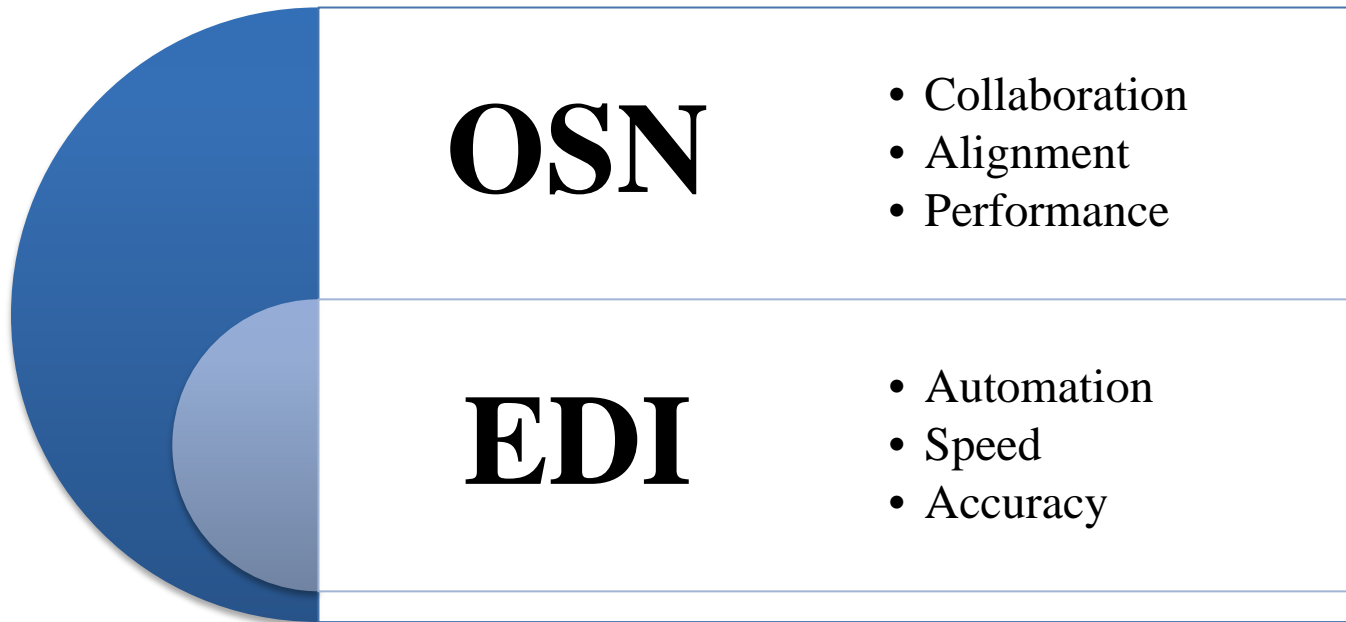 OSN
• Collaboration
• Alignment
• Performance
EDI
• Automation
• Speed
• Accuracy